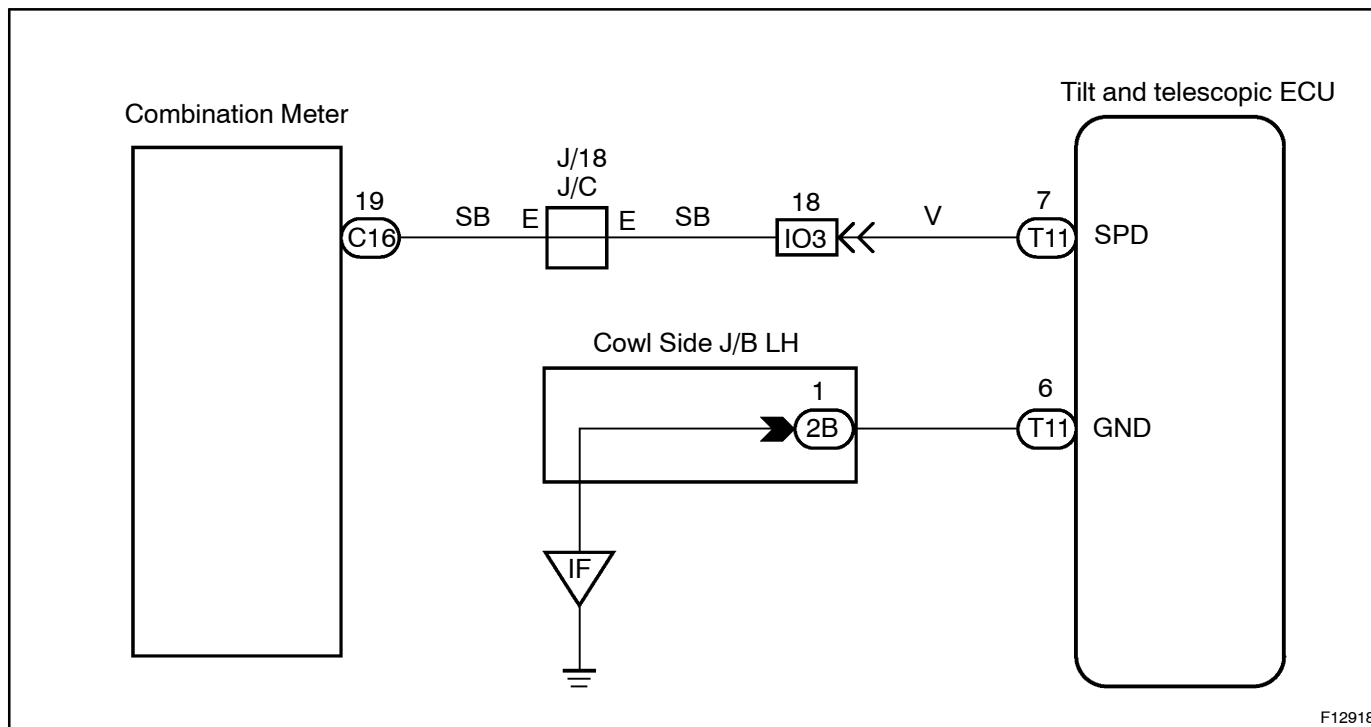 Tilt and telescopic ECU
Combination Meter
J/18
J/C
19
C16
SB
E
E
SB
18
IO3
V
7
T11
SPD
Cowl Side J/B LH
1
2B
6
T11
GND
IF
F12918